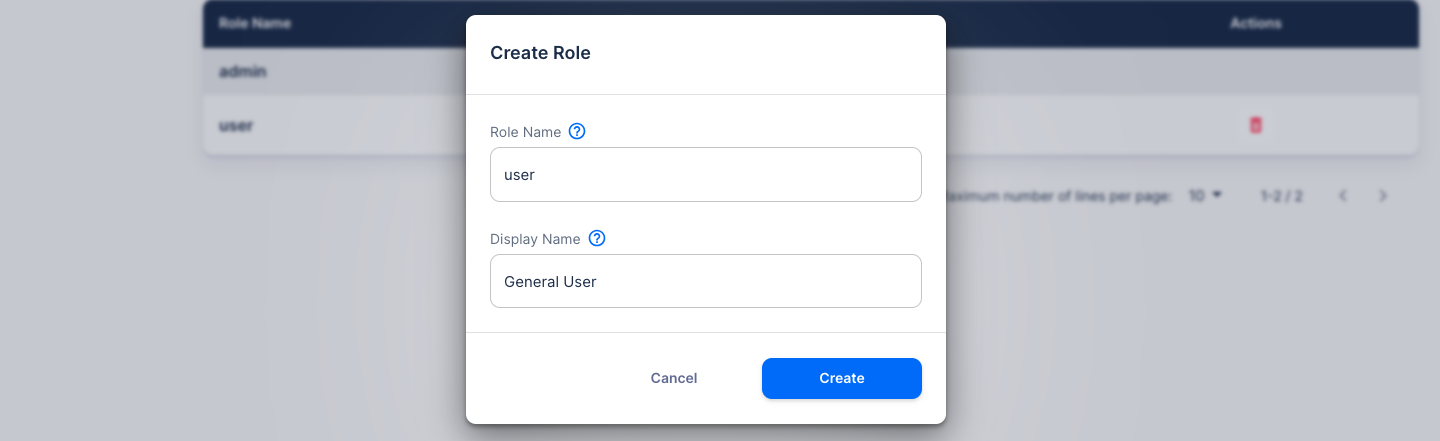 Role Name Actions
admin
user
Maximum number of lines per page: 10 1-2 / 2
Create Role
Role Name
user
Display Name
General User
Cancel Create